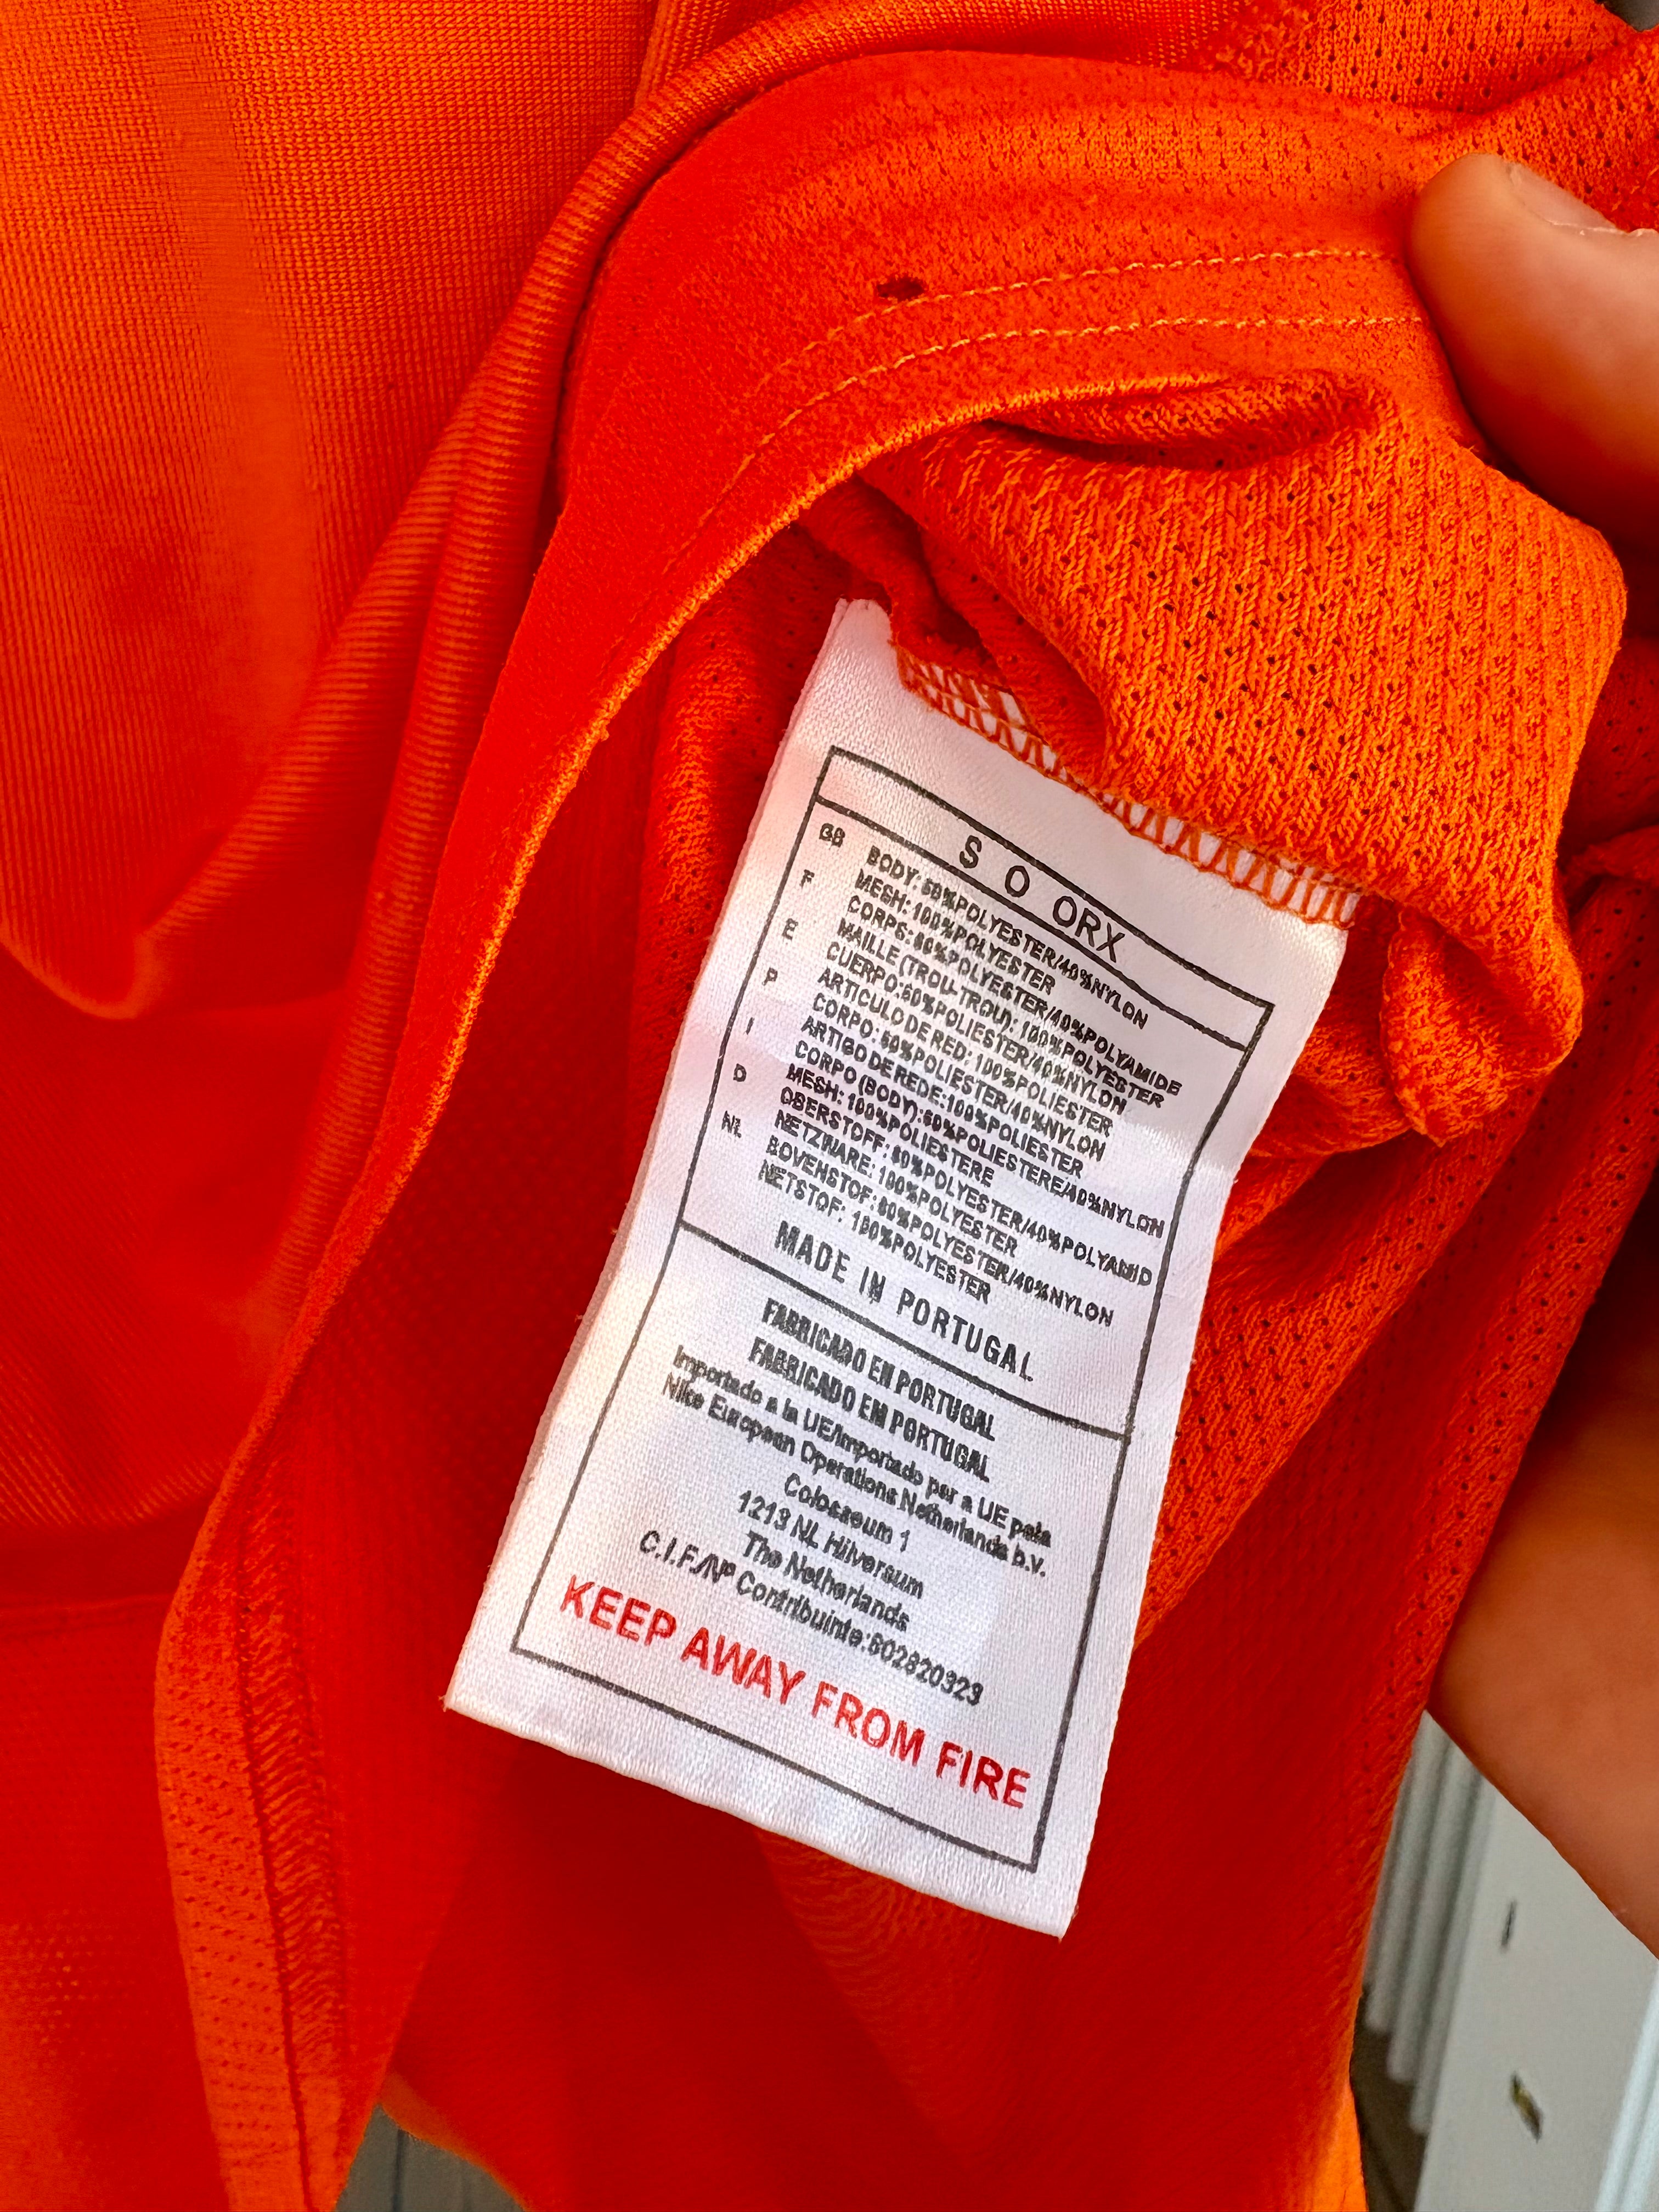 S O ORX
GB BODY: 60%POLYESTER/40%NYLON
MESH: 100%POLYESTER
F CORPS: 60%POLYESTER/40%POLYAMIDE
MAILLE (TROU-TROU): 100%POLYESTER
E CUERPO: 60%POLIESTER/40%NYLON
ARTICULO DE RED: 100%POLIESTER
P CORPO: 60%POLIESTER/40%NYLON
ARTIGO DE REDE: 100%POLIESTER
I CORPO (BODY): 60%POLIESTERE/40%NYLON
MESH: 100%POLIESTERE
D OBERSTOFF: 60%POLYESTER/40%POLYAMID
NETZWARE: 100%POLYESTER
NL BOVENSTOF: 60%POLYESTER/40%NYLON
NETSTOF: 100%POLYESTER
MADE IN PORTUGAL
FABRICADO EN PORTUGAL
FABRICADO EM PORTUGAL
Importado a la UE/Importado par a UE pela
Nike European Operations Netherlands b.v.
Colosseum 1
1213 NL Hilversum
The Netherlands
C.I.F./Nº Contribuinte:802820323
KEEP AWAY FROM FIRE